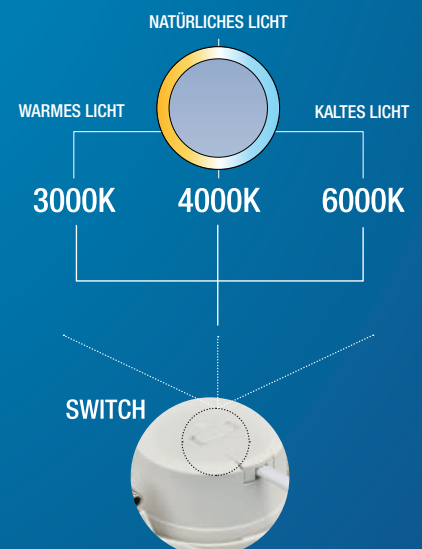 NATÜRLICHES LICHT
WARMES LICHT
KALTES LICHT
3000K
4000K
6000K
SWITCH